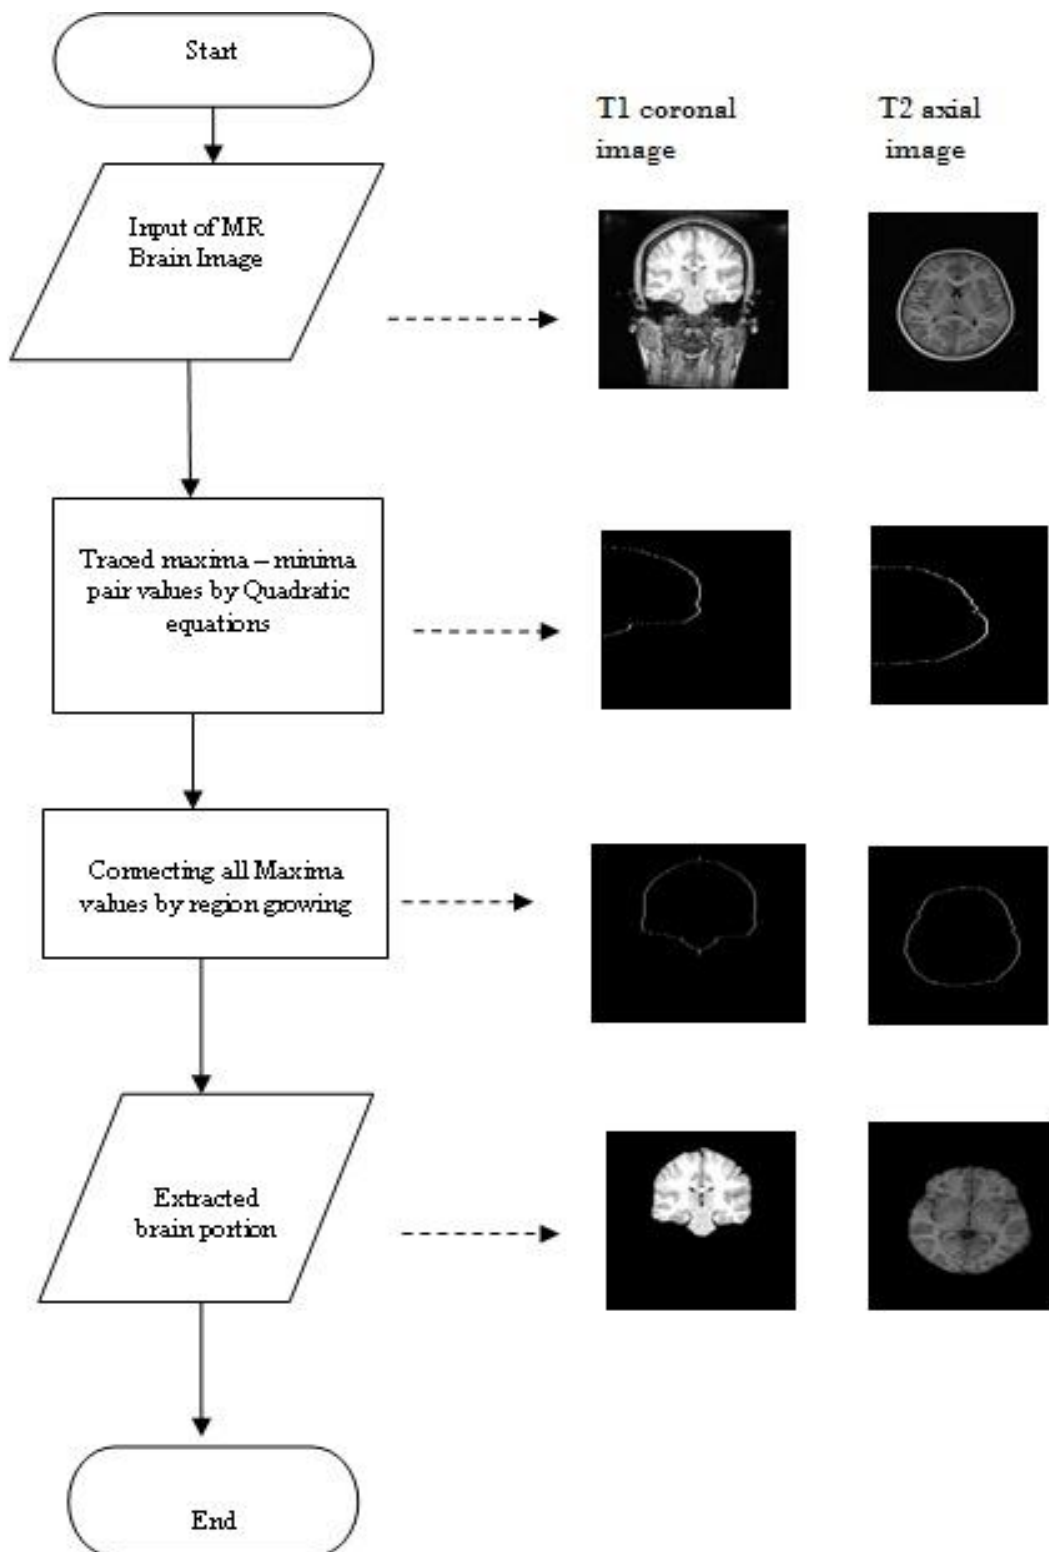 Start
T1 coronal
image
T2 axial
image
Input of MR
Brain Image
Traced maxima – minima
pair values by Quadratic
equations
Connecting all Maxima
values by region growing
Extracted
brain portion
End